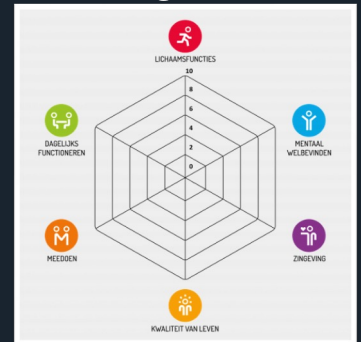 LICHAAMSFUNCTIES
10
8
6
4
2
0
DAGELIJKS
FUNCTIONEREN
MENTAAL
WELBEVINDEN
MEEDOEN
ZINGEVING
KWALITEIT VAN LEVEN